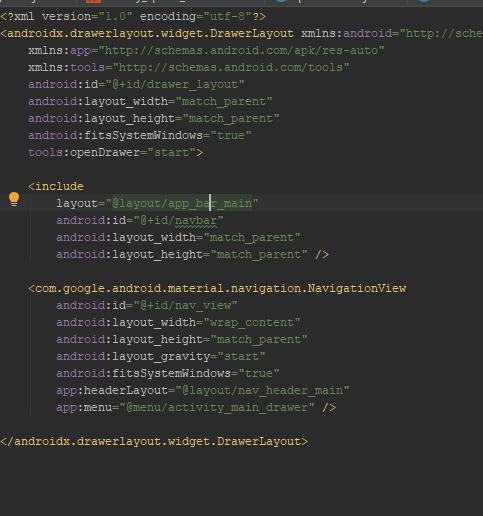 <?xml version="1.0" encoding="utf-8"?>
<androidx.drawerlayout.widget.DrawerLayout xmlns:android="http://sche
    xmlns:app="http://schemas.android.com/apk/res-auto"
    xmlns:tools="http://schemas.android.com/tools"
    android:id="@+id/drawer_layout"
    android:layout_width="match_parent"
    android:layout_height="match_parent"
    android:fitsSystemWindows="true"
    tools:openDrawer="start">
    <include
        layout="@layout/app_bar_main"
        android:id="@+id/navbar"
        android:layout_width="match_parent"
        android:layout_height="match_parent" />
    <com.google.android.material.navigation.NavigationView
        android:id="@+id/nav_view"
        android:layout_width="wrap_content"
        android:layout_height="match_parent"
        android:layout_gravity="start"
        android:fitsSystemWindows="true"
        app:headerLayout="@layout/nav_header_main"
        app:menu="@menu/activity_main_drawer" />
</androidx.drawerlayout.widget.DrawerLayout>